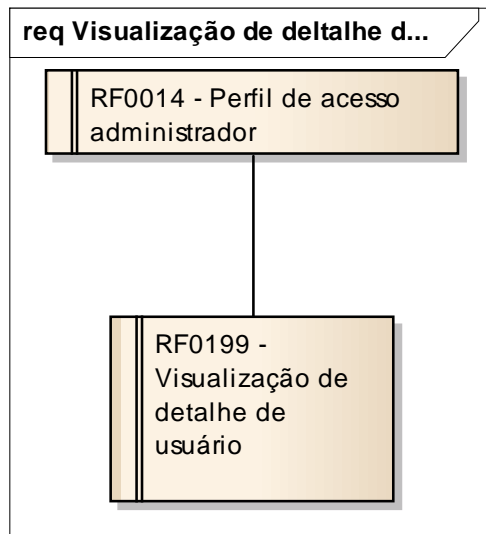 req Visualização de deltalhe d...
RF0014 - Perfil de acesso
administrador
RF0199 -
Visualização de
detalhe de
usuário